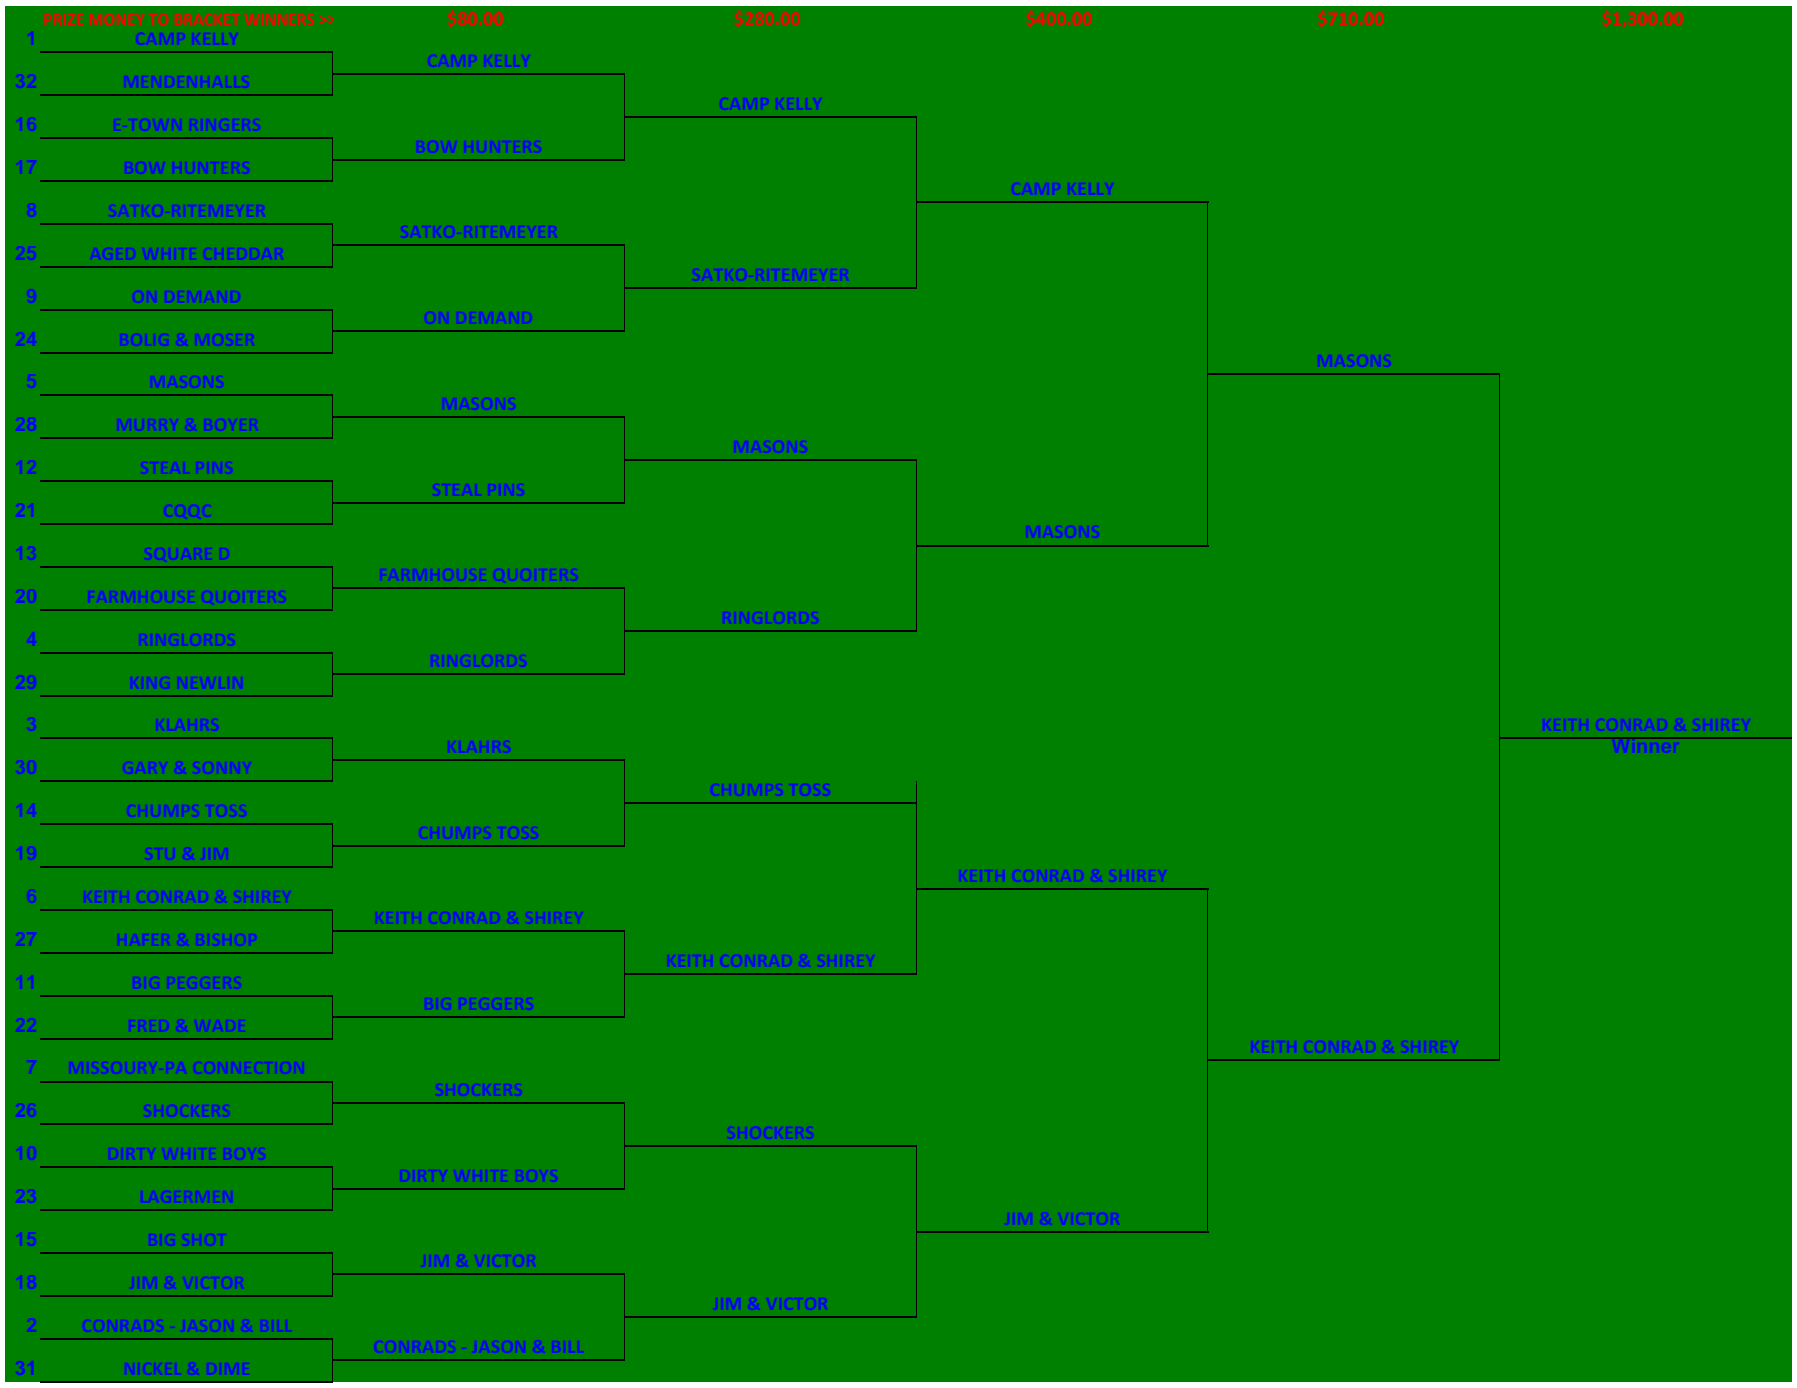 PRIZE MONEY TO BRACKET WINNERS >> $80.00 $280.00 $400.00 $710.00 $1,300.00
1 CAMP KELLY
CAMP KELLY
32 MENDENHALLS
CAMP KELLY
16 E-TOWN RINGERS
BOW HUNTERS
17 BOW HUNTERS
CAMP KELLY
8 SATKO-RITEMEYER
SATKO-RITEMEYER
25 AGED WHITE CHEDDAR
SATKO-RITEMEYER
9 ON DEMAND
ON DEMAND
24 BOLIG & MOSER
MASONS
5 MASONS
MASONS
28 MURRY & BOYER
MASONS
12 STEAL PINS
STEAL PINS
21 CQQC
MASONS
13 SQUARE D
FARMHOUSE QUOITERS
20 FARMHOUSE QUOITERS
RINGLORDS
4 RINGLORDS
RINGLORDS
29 KING NEWLIN
3 KLAHRS KEITH CONRAD & SHIREY
KLAHRS Winner
30 GARY & SONNY
CHUMPS TOSS
14 CHUMPS TOSS
CHUMPS TOSS
19 STU & JIM
KEITH CONRAD & SHIREY
6 KEITH CONRAD & SHIREY
KEITH CONRAD & SHIREY
27 HAFER & BISHOP
KEITH CONRAD & SHIREY
11 BIG PEGGERS
BIG PEGGERS
22 FRED & WADE
KEITH CONRAD & SHIREY
7 MISSOURY-PA CONNECTION
SHOCKERS
26 SHOCKERS
SHOCKERS
10 DIRTY WHITE BOYS
DIRTY WHITE BOYS
23 LAGERMEN
JIM & VICTOR
15 BIG SHOT
JIM & VICTOR
18 JIM & VICTOR
JIM & VICTOR
2 CONRADS - JASON & BILL
CONRADS - JASON & BILL
31 NICKEL & DIME